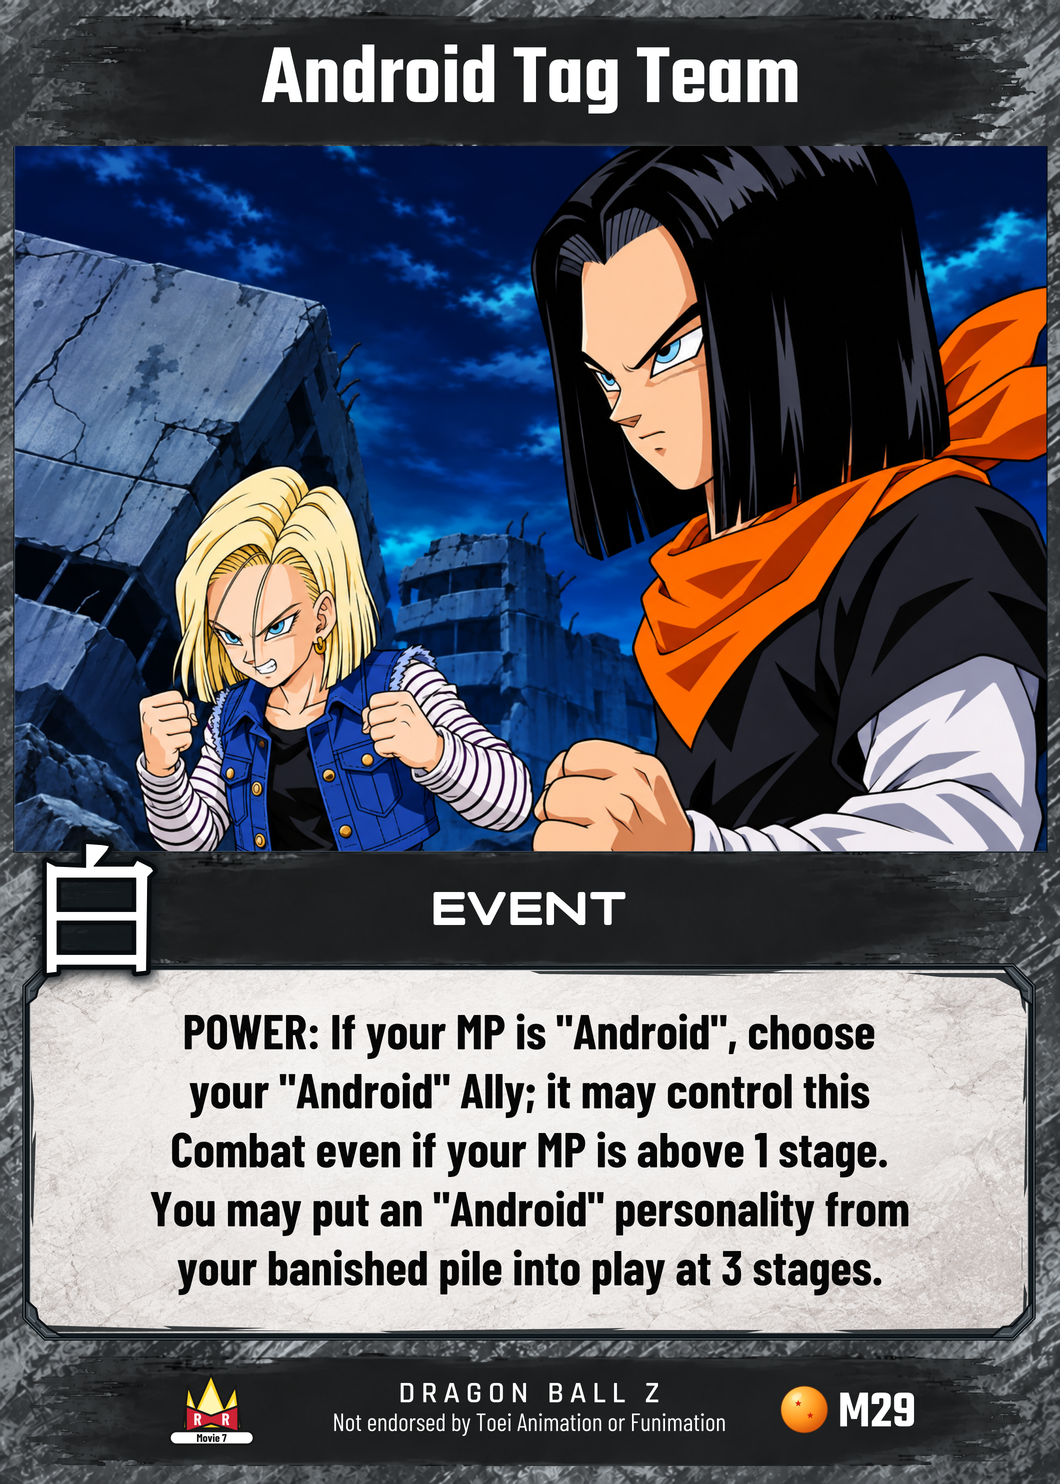 Android Tag Team
白
EVENT
POWER: If your MP is "Android", choose
your "Android" Ally; it may control this
Combat even if your MP is above 1 stage.
You may put an "Android" personality from
your banished pile into play at 3 stages.
R R
Movie 7
DRAGON BALL Z
Not endorsed by Toei Animation or Funimation
M29